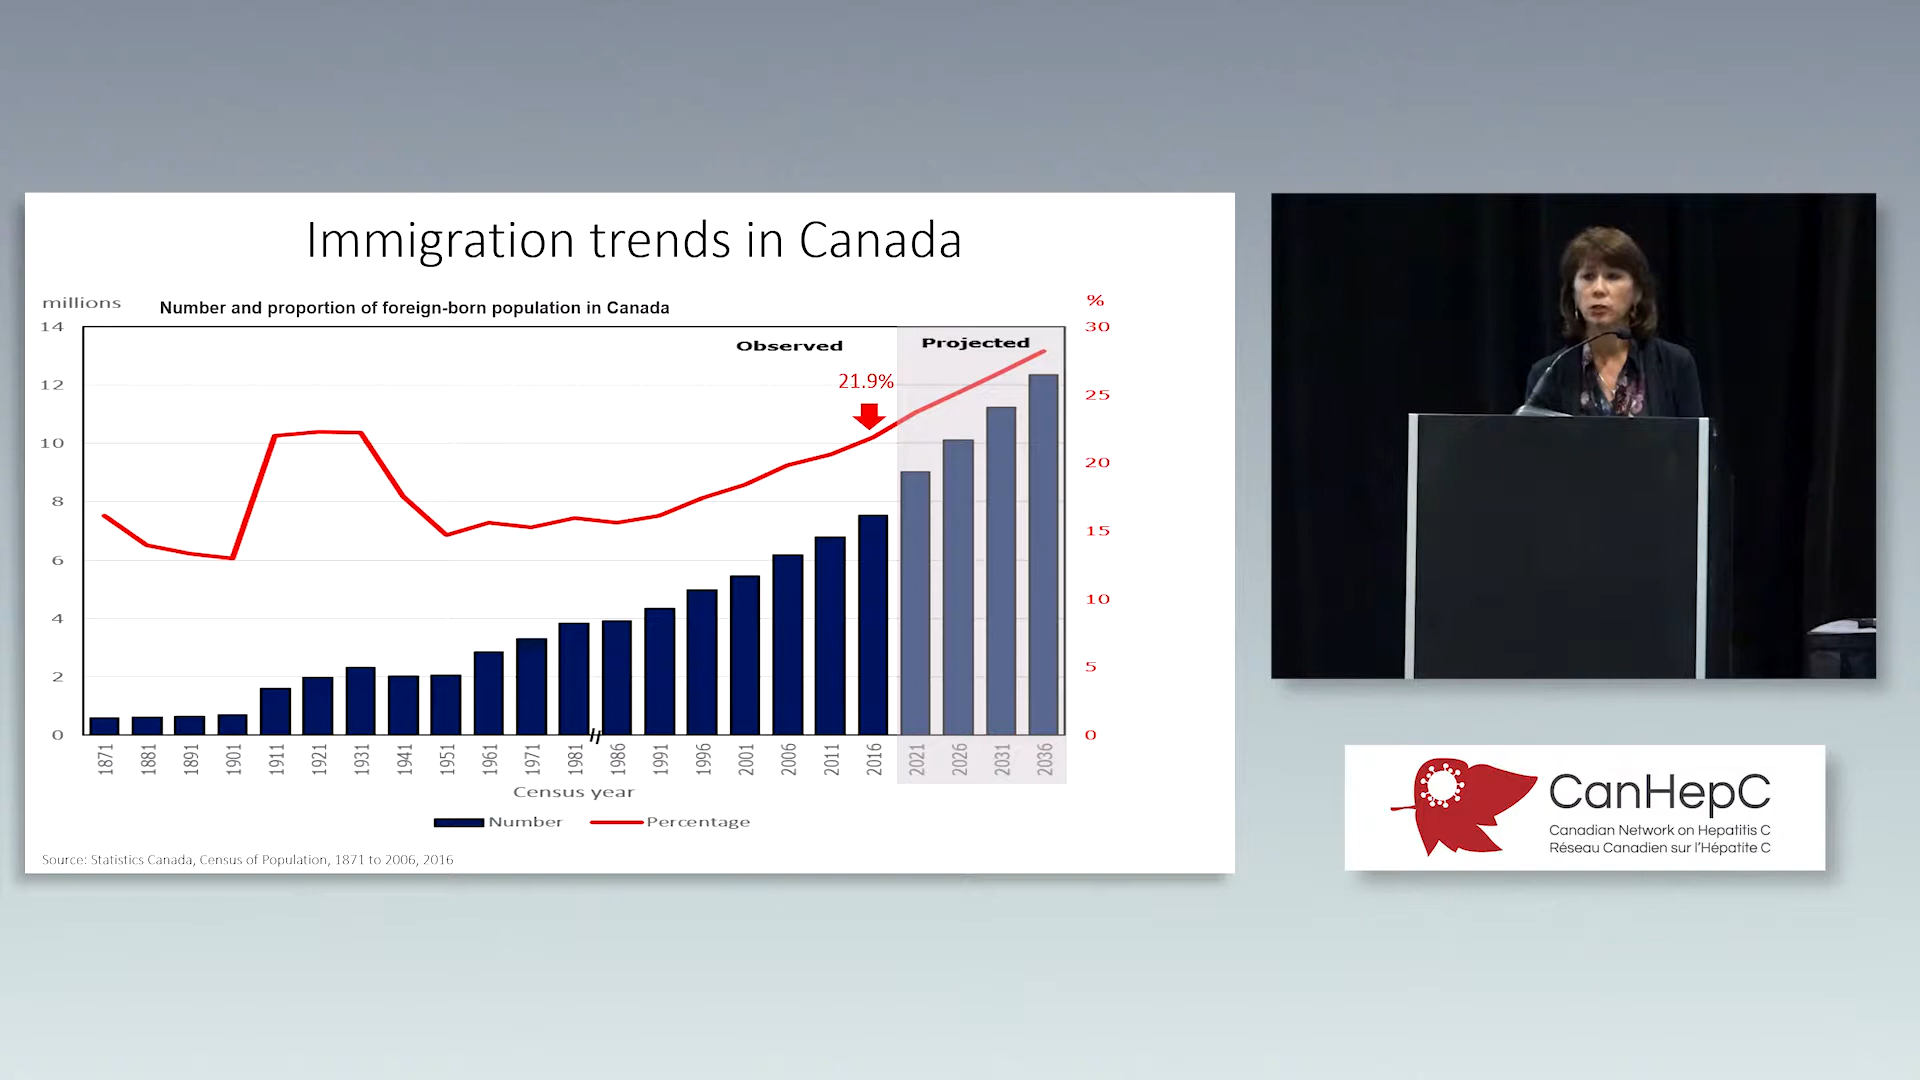 Immigration trends in Canada
millions
Number and proportion of foreign-born population in Canada
%
14
12
10
8
6
4
2
0
Observed
Projected
21.9%
30
25
20
15
10
5
0
1871 1881 1891 1901 1911 1921 1931 1941 1951 1961 1971 1981 // 1986 1991 1996 2001 2006 2011 2016 2021 2026 2031 2036
Census year
Number Percentage
Source: Statistics Canada, Census of Population, 1871 to 2006, 2016
CanHepC
Canadian Network on Hepatitis C
Réseau Canadien sur l'Hépatite C